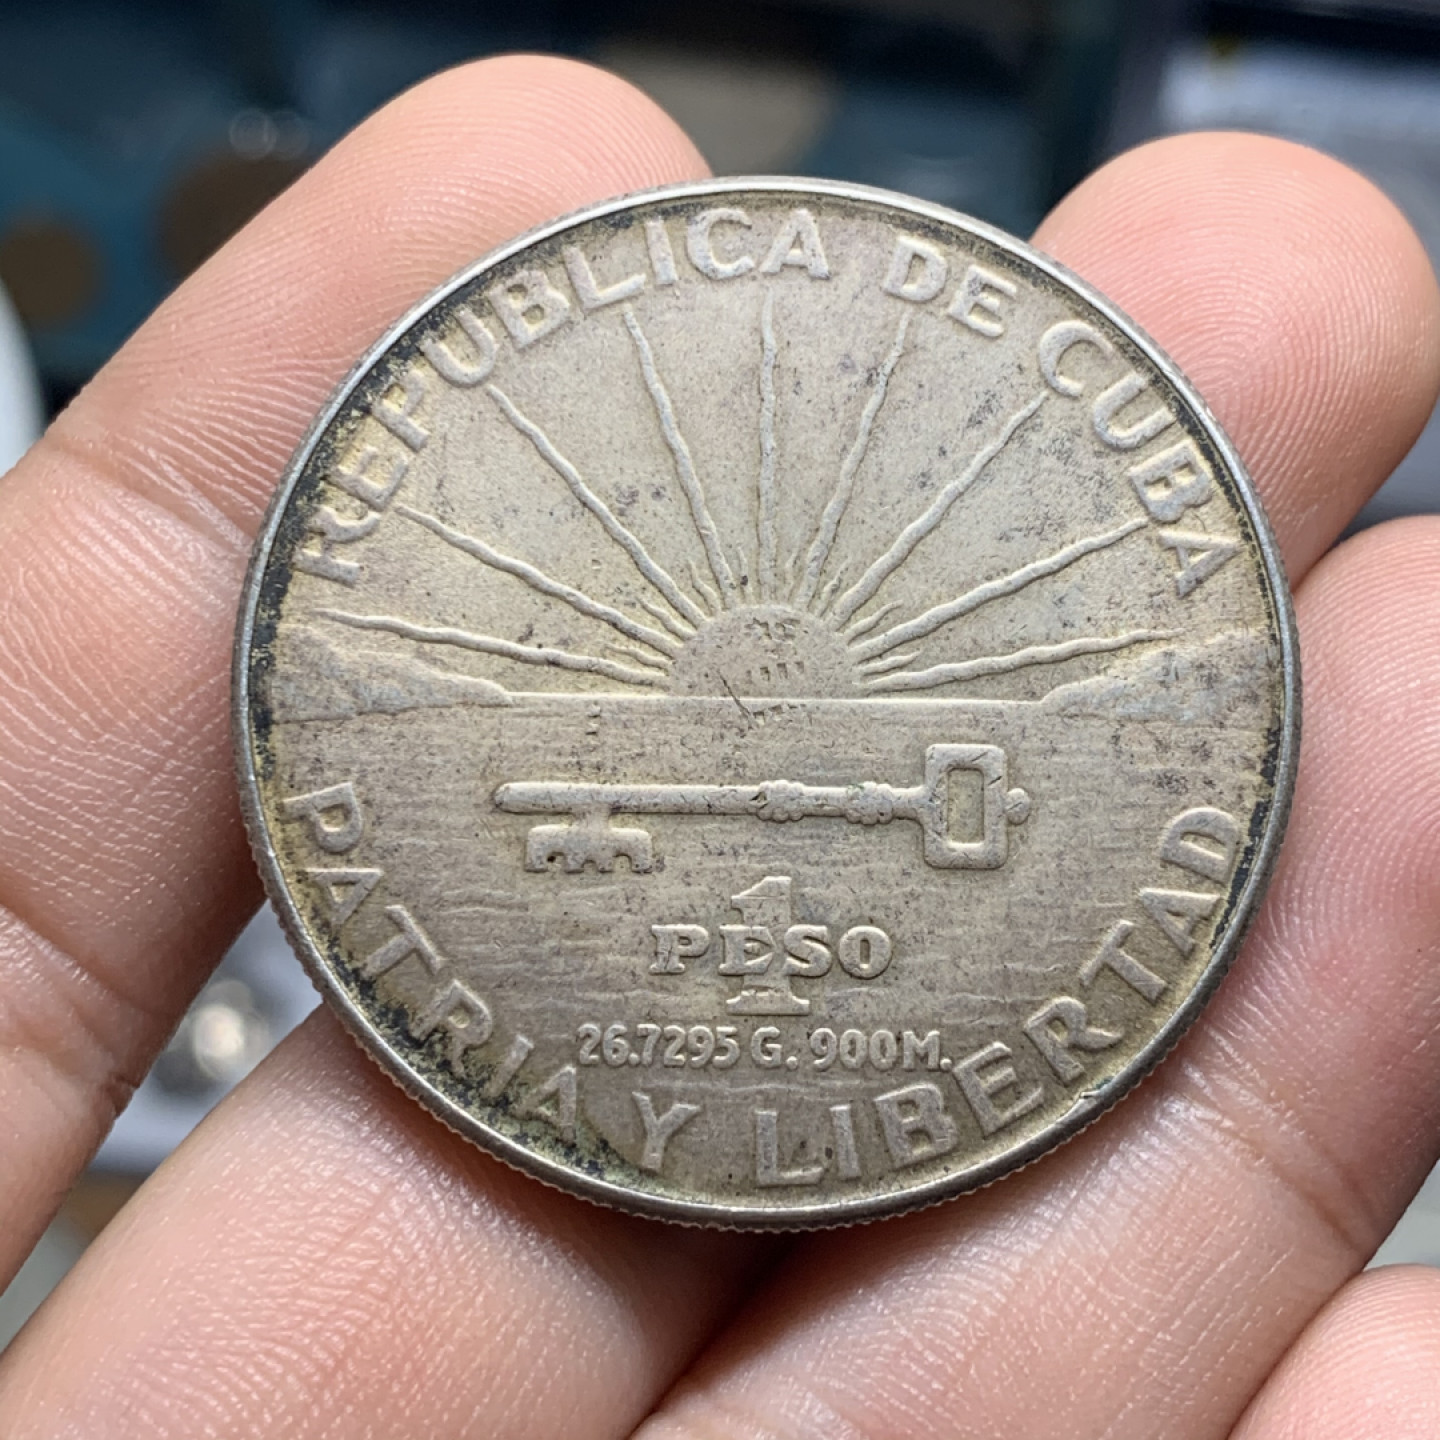 REPUBLICA DE CUBA
1
PESO
26.7295 G. 900M.
PATRIA Y LIBERTAD